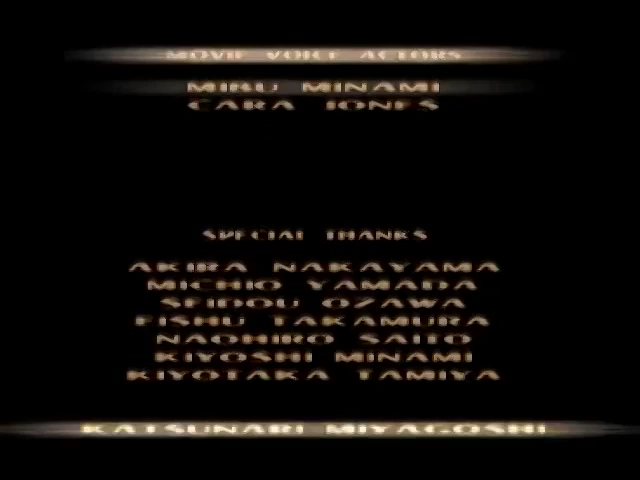 MOVIE VOICE ACTORS
MIRU MINAMI
CARA JONES
SPECIAL THANKS
AKIRA NAKAYAMA
MICHIO YAMADA
SEIDOU OZAWA
EISHU TAKAMURA
NAOHIRO SAITO
KIYOSHI MINAMI
KIYOTAKA TAMIYA
KATSUNARI MIYAGOSHI